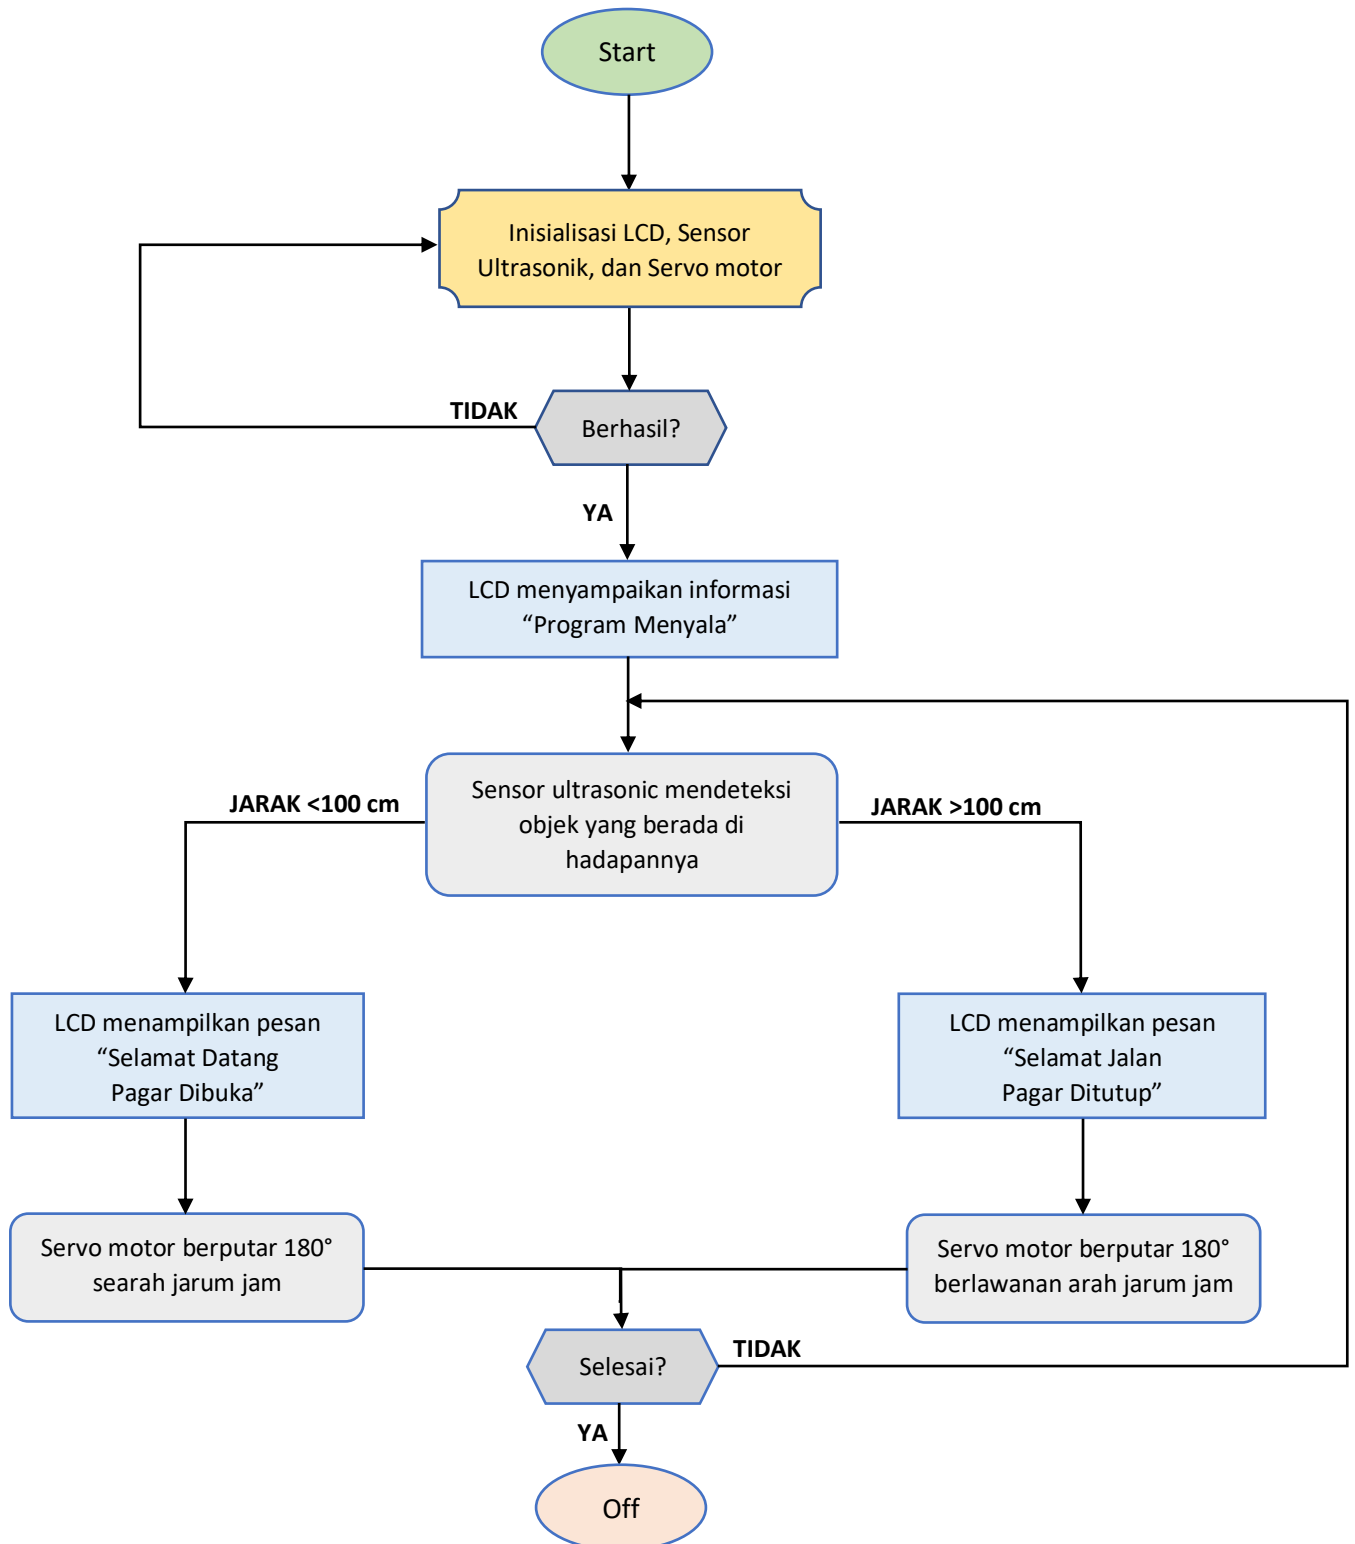 Start
Inisialisasi LCD, Sensor
Ultrasonik, dan Servo motor
TIDAK
Berhasil?
YA
LCD menyampaikan informasi
“Program Menyala”
JARAK <100 cm
Sensor ultrasonic mendeteksi
objek yang berada di
hadapannya
JARAK >100 cm
LCD menampilkan pesan
“Selamat Datang
Pagar Dibuka”
LCD menampilkan pesan
“Selamat Jalan
Pagar Ditutup”
Servo motor berputar 180°
searah jarum jam
Servo motor berputar 180°
berlawanan arah jarum jam
Selesai?
TIDAK
YA
Off